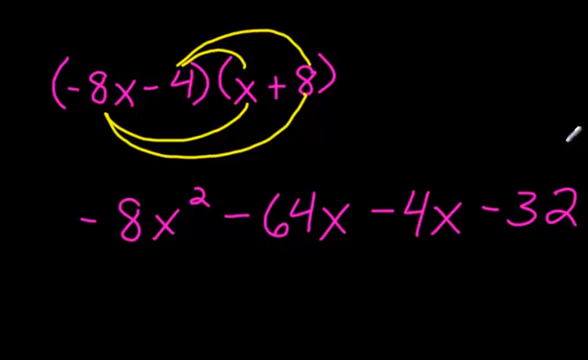 (-8x - 4)(x + 8)
-8x² - 64x - 4x - 32